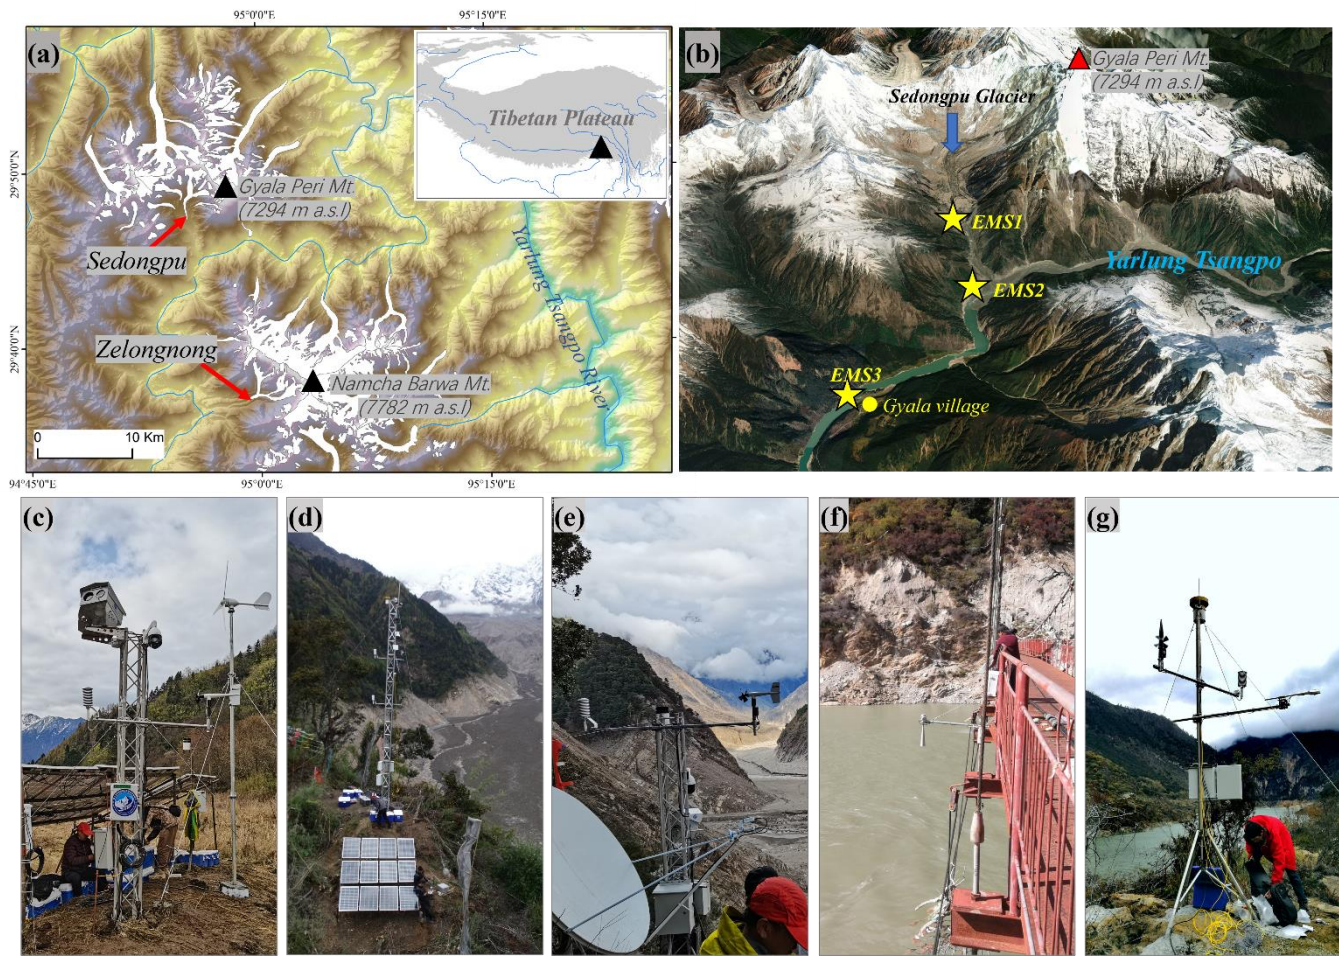 95°0'0"E
95°15'0"E
(a)
Tibetan Plateau
29°50'0"N
Gyala Peri Mt.
(7294 m a.s.l)
Sedongpu
Yarlung Tsangpo River
29°40'0"N
Zelongnong
Namcha Barwa Mt.
(7782 m a.s.l)
0
10 Km
94°45'0"E
95°0'0"E
95°15'0"E
(b)
Gyala Peri Mt.
(7294 m a.s.l)
Sedongpu Glacier
EMS1
Yarlung Tsangpo
EMS2
EMS3
Gyala village
(c)
(d)
(e)
(f)
(g)